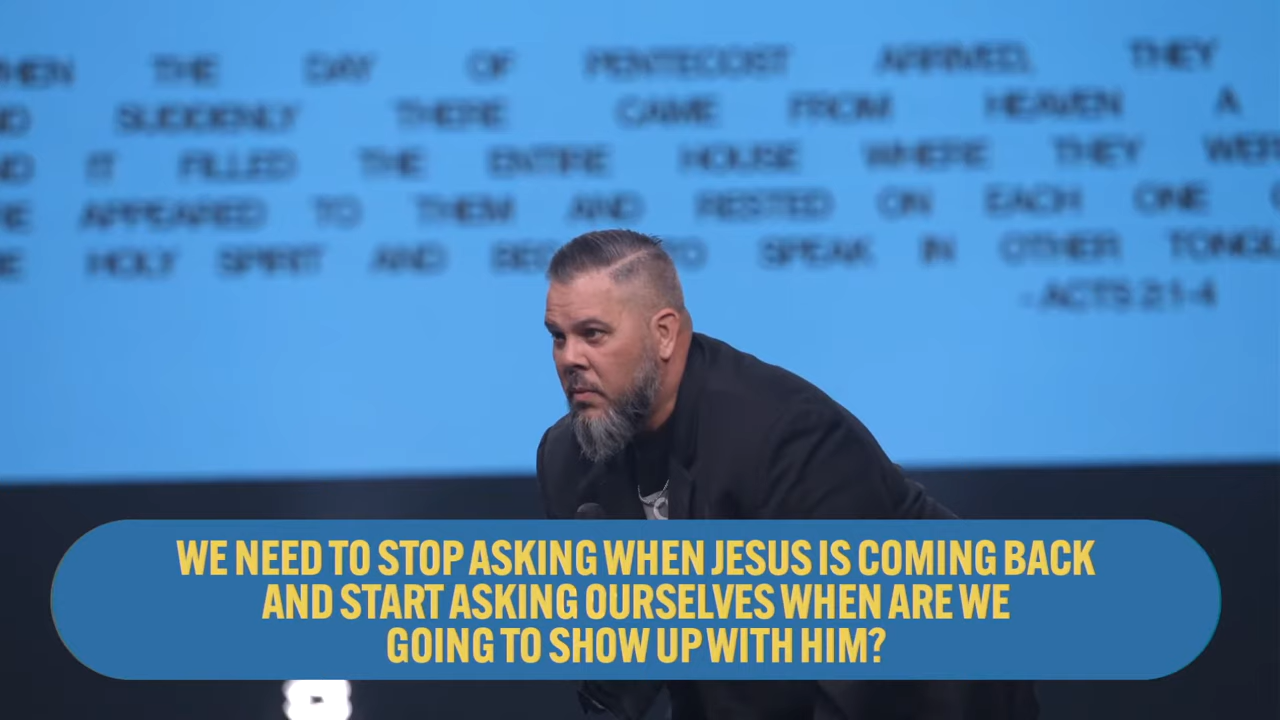 THE DAY OF PENTECOST ARRIVED, THEY
SUDDENLY THERE CAME FROM HEAVEN A
IT FILLED THE ENTIRE HOUSE WHERE THEY
APPEARED TO THEM AND RESTED ON EACH ONE
HOLY SPIRIT AND TO SPEAK IN OTHER
- ACTS 2:1-4
WE NEED TO STOP ASKING WHEN JESUS IS COMING BACK
AND START ASKING OURSELVES WHEN ARE WE
GOING TO SHOW UP WITH HIM?